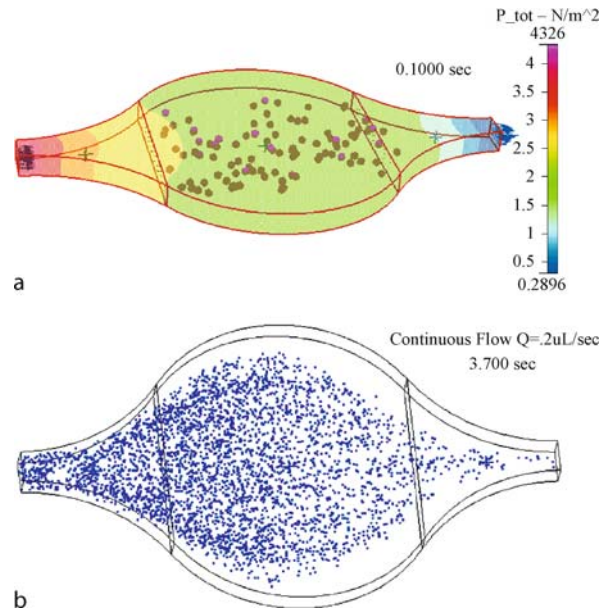 P_tot – N/m^2
4326
0.1000 sec
4
3.5
3
2.5
2
1.5
1
0.5
0.2896
a
Continuous Flow Q=.2uL/sec
3.700 sec
b